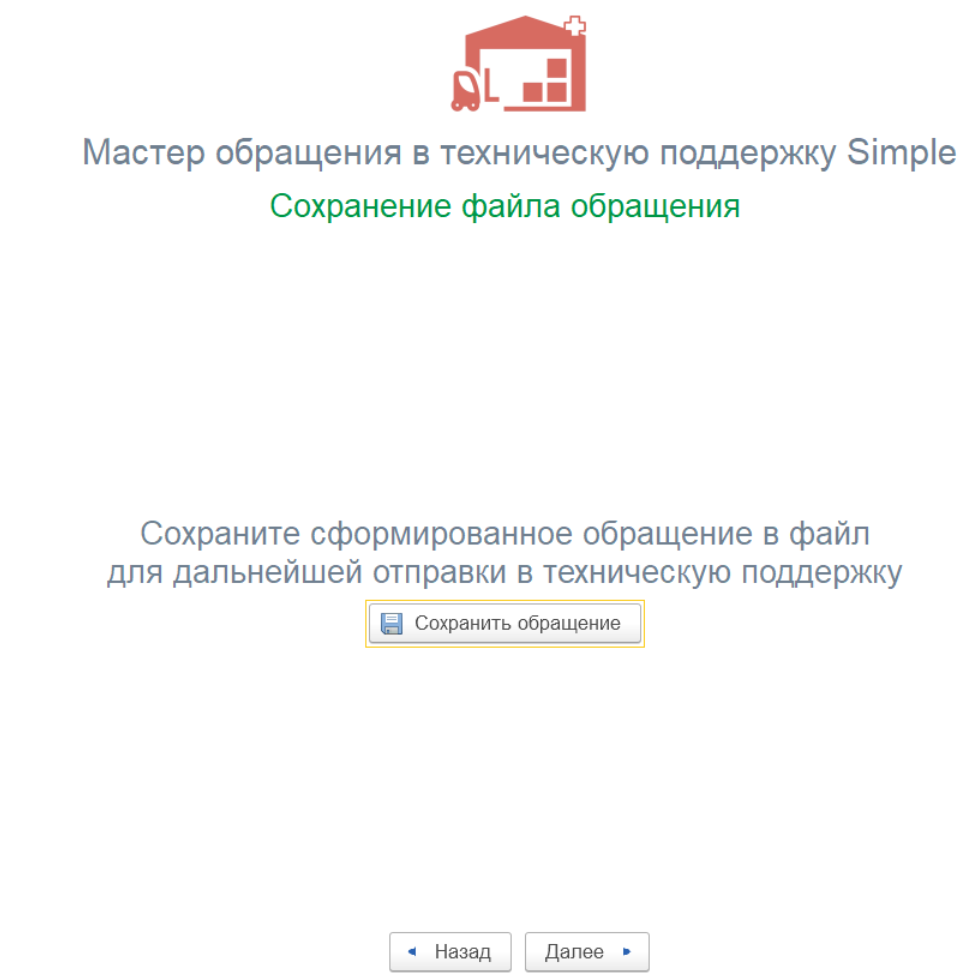 Мастер обращения в техническую поддержку Simple
Сохранение файла обращения
Сохраните сформированное обращение в файл
для дальнейшей отправки в техническую поддержку
Сохранить обращение
Назад Далее